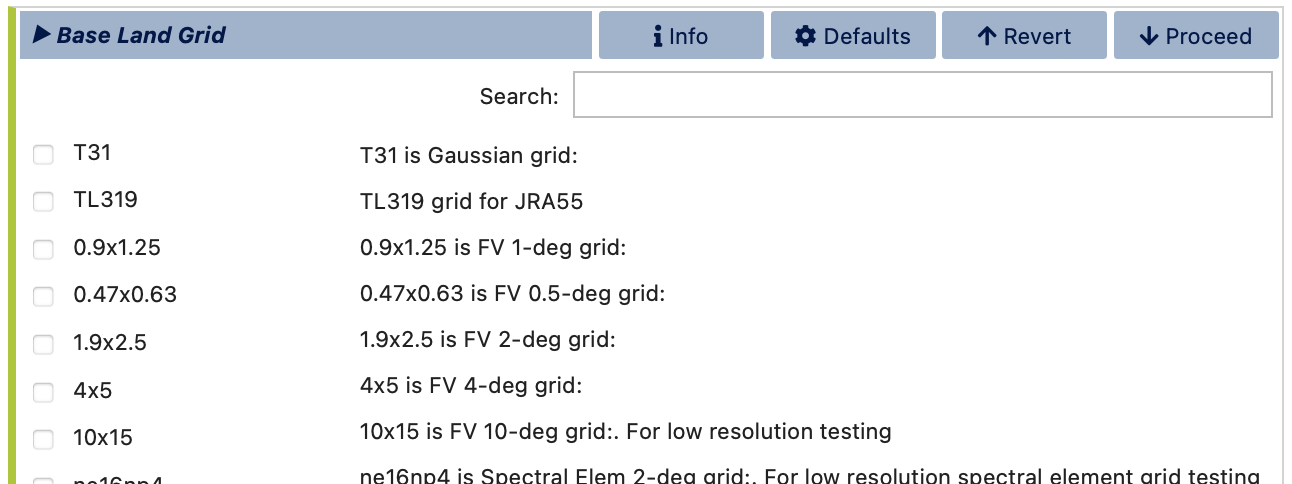 Base Land Grid Info Defaults Revert Proceed
Search:
T31 T31 is Gaussian grid:
TL319 TL319 grid for JRA55
0.9x1.25 0.9x1.25 is FV 1-deg grid:
0.47x0.63 0.47x0.63 is FV 0.5-deg grid:
1.9x2.5 1.9x2.5 is FV 2-deg grid:
4x5 4x5 is FV 4-deg grid:
10x15 10x15 is FV 10-deg grid:. For low resolution testing
ne16np4 ne16np4 is Spectral Elem 2-deg grid:. For low resolution spectral element grid testing